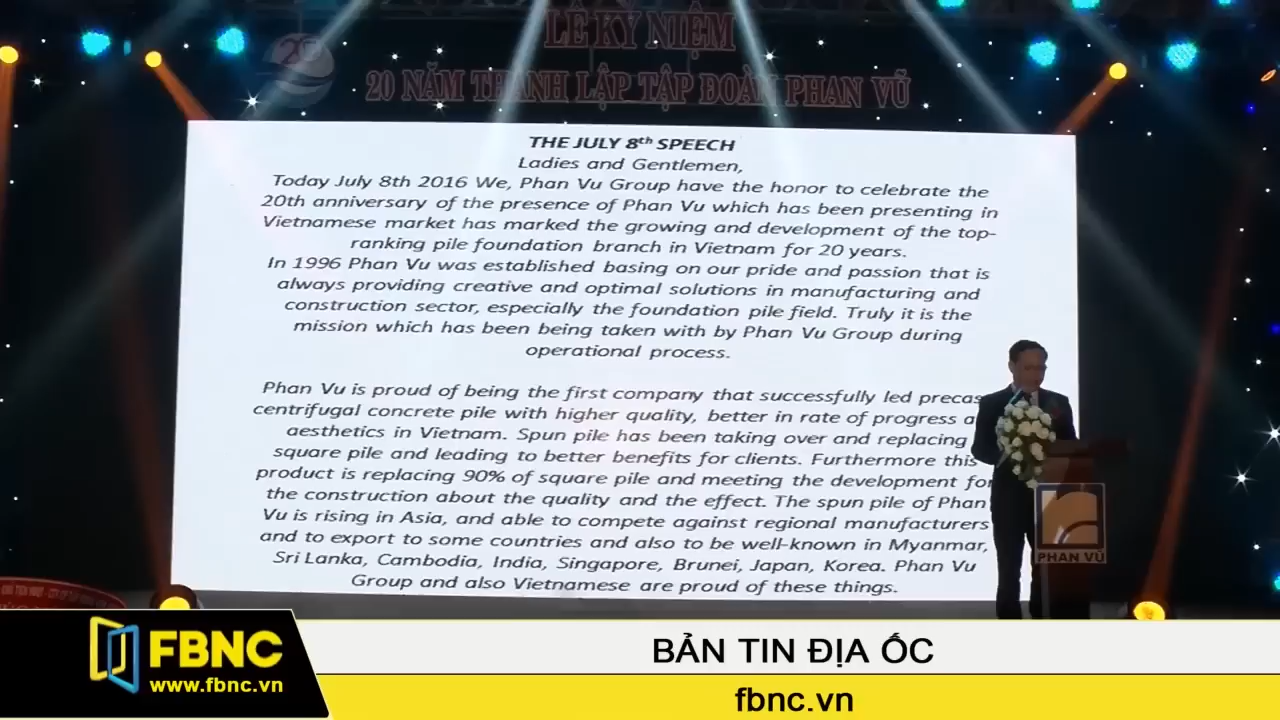 LỄ KỶ NIỆM
20 NĂM THÀNH LẬP TẬP ĐOÀN PHAN VŨ
20
THE JULY 8th SPEECH
Ladies and Gentlemen,
Today July 8th 2016 We, Phan Vu Group have the honor to celebrate the
20th anniversary of the presence of Phan Vu which has been presenting in
Vietnamese market has marked the growing and development of the top-
ranking pile foundation branch in Vietnam for 20 years.
In 1996 Phan Vu was established basing on our pride and passion that is
always providing creative and optimal solutions in manufacturing and
construction sector, especially the foundation pile field. Truly it is the
mission which has been being taken with by Phan Vu Group during
operational process.
Phan Vu is proud of being the first company that successfully led precas
centrifugal concrete pile with higher quality, better in rate of progress a
aesthetics in Vietnam. Spun pile has been taking over and replacing
square pile and leading to better benefits for clients. Furthermore this
product is replacing 90% of square pile and meeting the development for
the construction about the quality and the effect. The spun pile of Phan
Vu is rising in Asia, and able to compete against regional manufacturers
and to export to some countries and also to be well-known in Myanmar,
Sri Lanka, Cambodia, India, Singapore, Brunei, Japan, Korea. Phan Vu
Group and also Vietnamese are proud of these things.
PHAN VŨ
FBNC
www.fbnc.vn
BẢN TIN ĐỊA ỐC
fbnc.vn